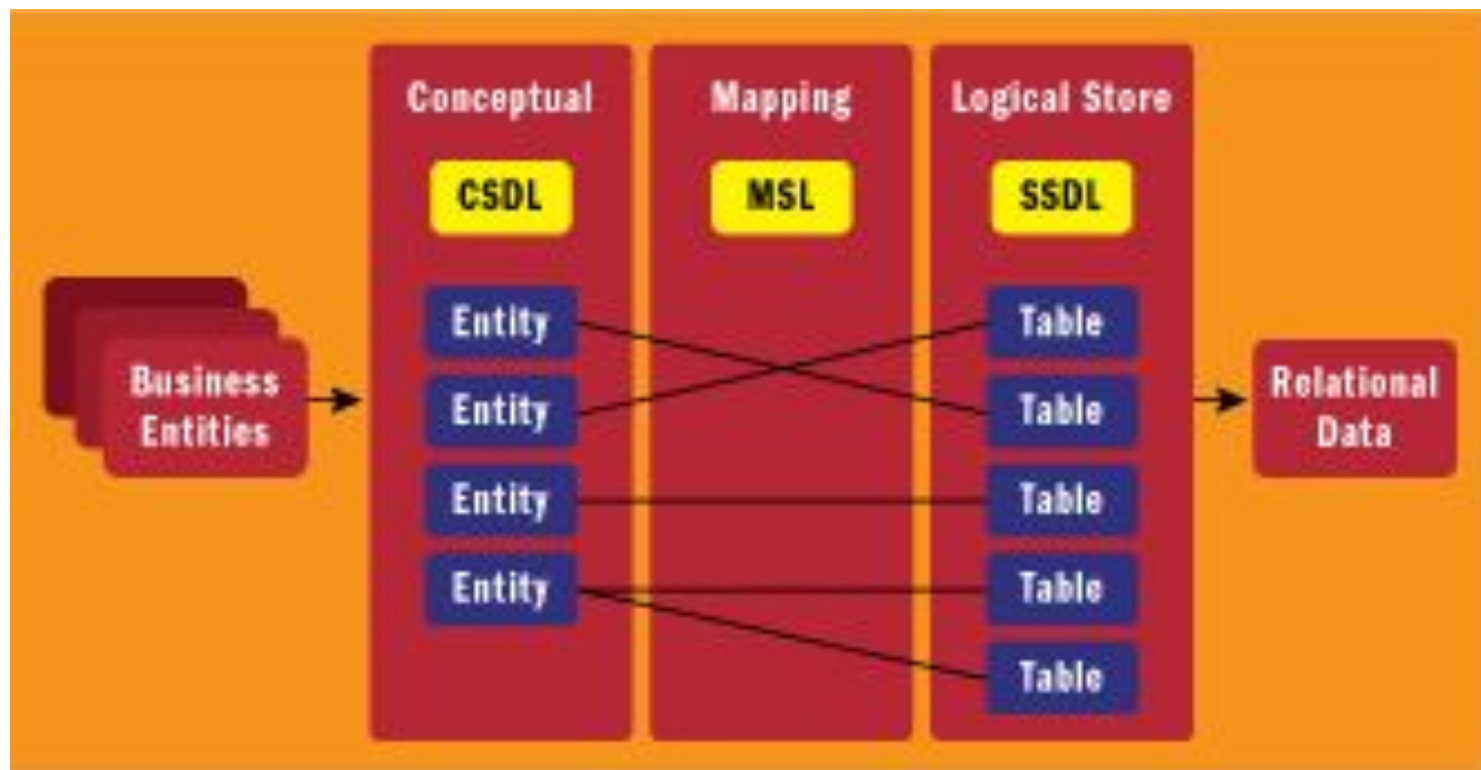 Conceptual
Mapping
Logical Store
CSDL
MSL
SSDL
Business
Entities
Entity
Entity
Entity
Entity
Table
Table
Table
Table
Table
Relational
Data